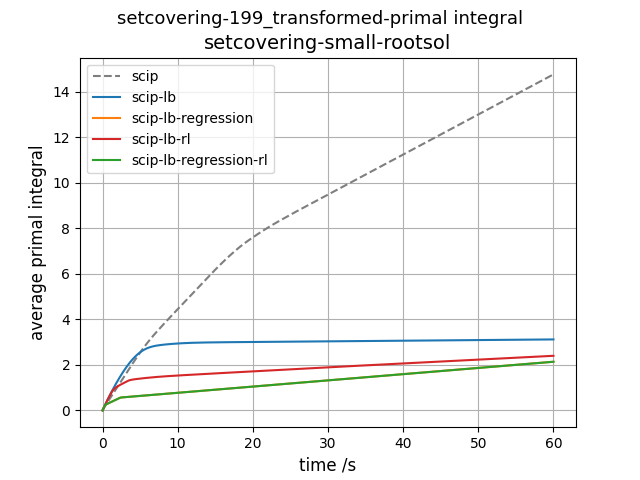 setcovering-199_transformed-primal integral
setcovering-small-rootsol
scip
scip-lb
scip-lb-regression
scip-lb-rl
scip-lb-regression-rl
average primal integral
14
12
10
8
6
4
2
0
0 10 20 30 40 50 60
time /s